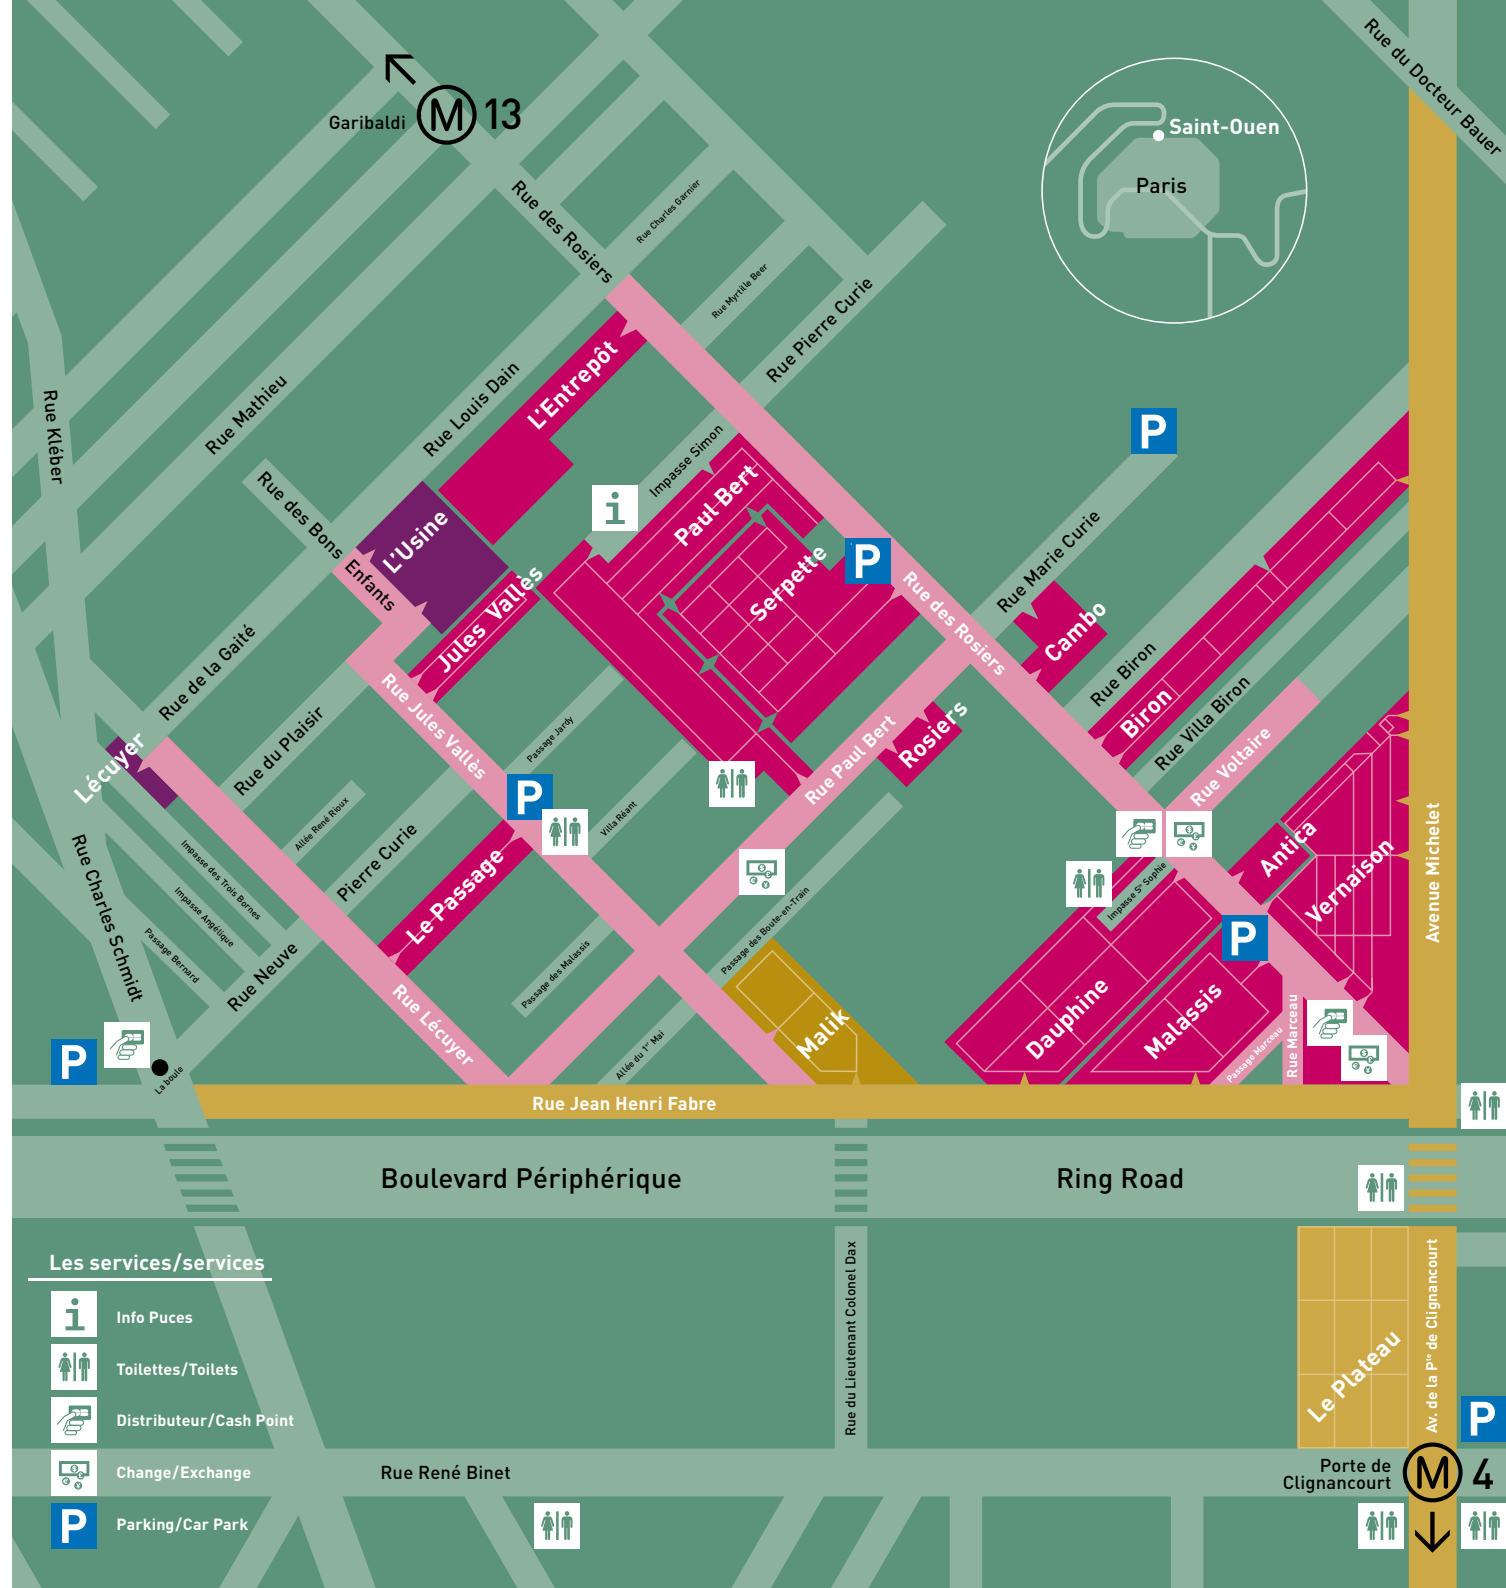 Rue du Docteur Bauer
Garibaldi
M 13
Saint-Ouen
Paris
Rue des Rosiers
Rue Charles Garnier
Rue Myrtille Beer
Rue Pierre Curie
Rue Kléber
Rue Mathieu
Rue Louis Dain
L'Entrepôt
Impasse Simon
P
i
Rue des Bons
Enfants
L'Usine
Paul Bert
Serpette
P
Jules Vallès
Rue Marie Curie
Rue des Rosiers
Cambo
Rue Biron
Biron
Rue Villa Biron
Rue Voltaire
Rue de la Gaité
Rue du Plaisir
Rue Jules Vallès
Passage Jardy
Rosiers
Rue Paul Bert
Lécuyer
P
Villa Réant
Allée René Rioux
Pierre Curie
Le Passage
Antica
Vernaison
Avenue Michelet
Rue Charles Schmidt
Impasse des Trois Bornes
Impasse Angélique
Passage Bernard
Rue Neuve
Passage des Malassis
Passage des Boute-en-Train
Impasse Ste Sophie
P
Rue Lécuyer
Allée du 1er Mai
Malik
Dauphine
Malassis
Passage Marceau
Rue Marceau
P
La boule
Rue Jean Henri Fabre
Boulevard Périphérique
Ring Road
Les services/services
i
Info Puces
Toilettes/Toilets
Distributeur/Cash Point
Change/Exchange
P
Parking/Car Park
Rue du Lieutenant Colonel Dax
Le Plateau
Av. de la Pte de Clignancourt
P
Rue René Binet
Porte de
Clignancourt
M 4